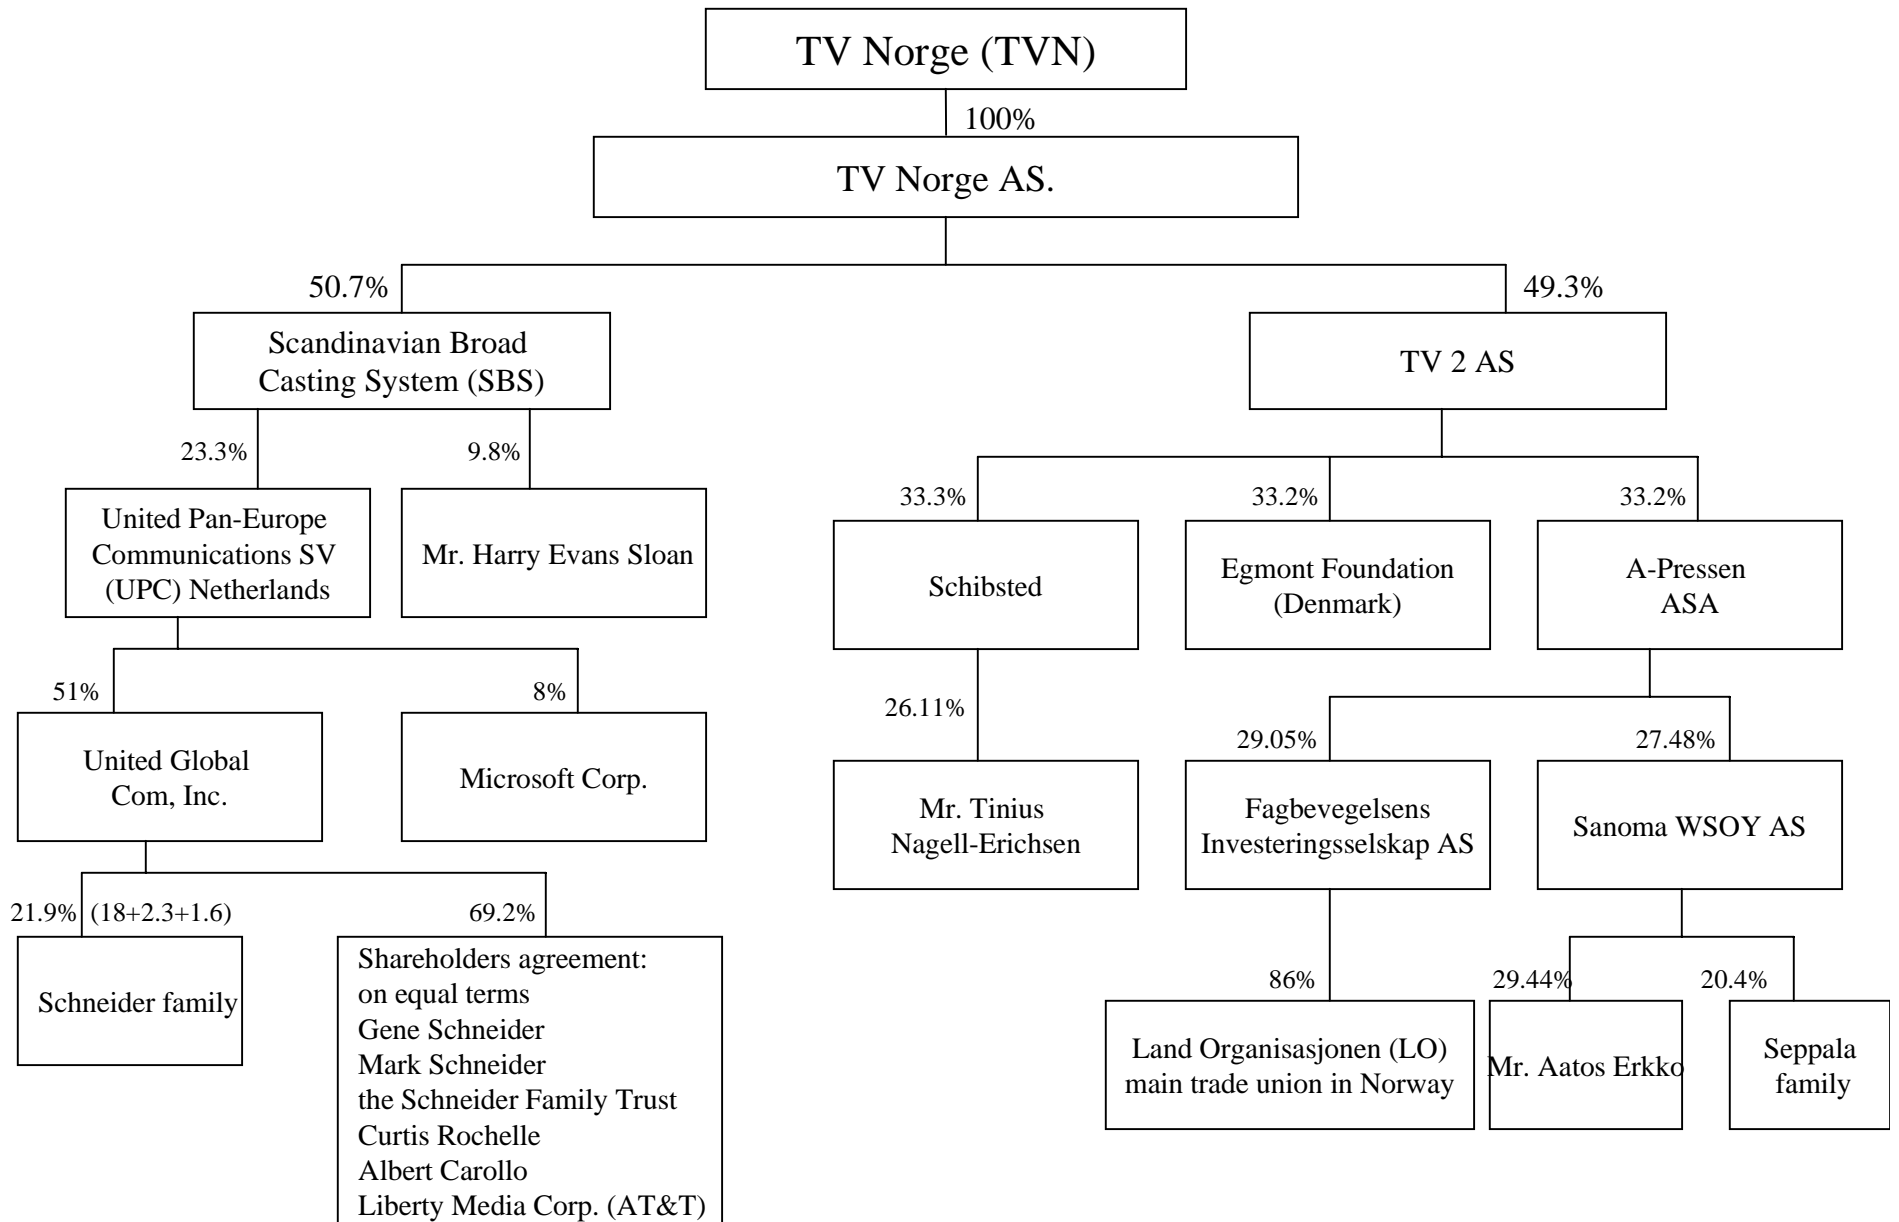 TV Norge (TVN)
100%
TV Norge AS.
50.7%
49.3%
Scandinavian Broad
Casting System (SBS)
TV 2 AS
23.3%
9.8%
33.3%
33.2%
33.2%
United Pan-Europe
Communications SV
(UPC) Netherlands
Mr. Harry Evans Sloan
Schibsted
Egmont Foundation
(Denmark)
A-Pressen
ASA
51%
8%
26.11%
29.05%
27.48%
United Global
Com, Inc.
Microsoft Corp.
Mr. Tinius
Nagell-Erichsen
Fagbevegelsens
Investeringsselskap AS
Sanoma WSOY AS
21.9% (18+2.3+1.6)
69.2%
86%
29.44%
20.4%
Schneider family
Shareholders agreement:
on equal terms
Gene Schneider
Mark Schneider
the Schneider Family Trust
Curtis Rochelle
Albert Carollo
Liberty Media Corp. (AT&T)
Land Organisasjonen (LO)
main trade union in Norway
Mr. Aatos Erkko
Seppala
family